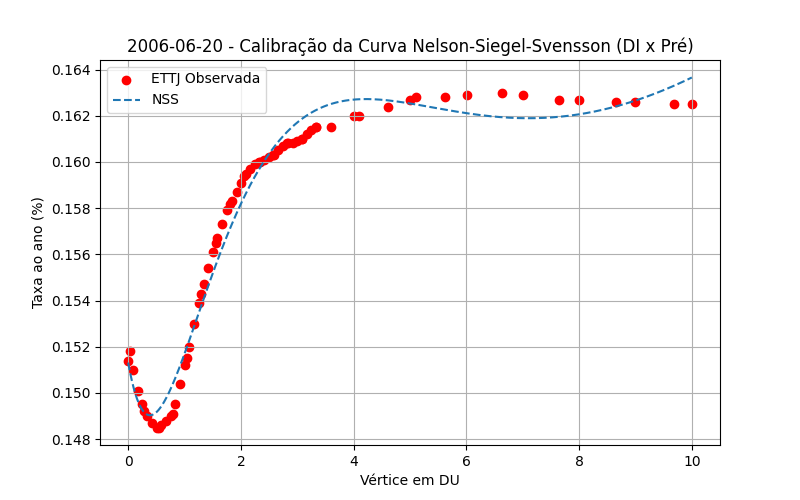 2006-06-20 - Calibração da Curva Nelson-Siegel-Svensson (DI x Pré)
ETTJ Observada
NSS
Taxa ao ano (%)
0.164
0.162
0.160
0.158
0.156
0.154
0.152
0.150
0.148
0 2 4 6 8 10
Vértice em DU